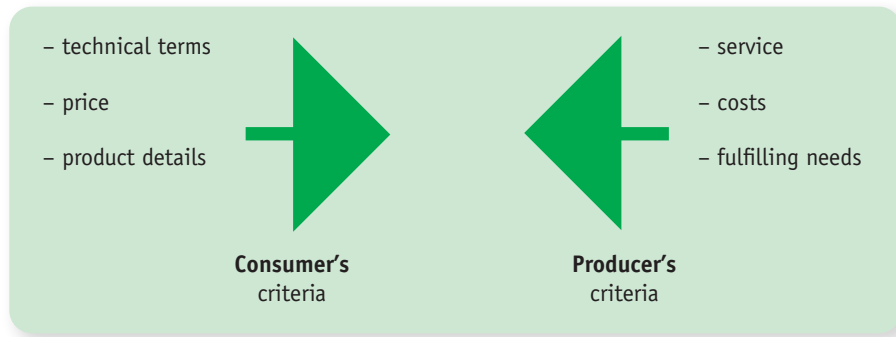 – technical terms
– price
– product details
– service
– costs
– fulfilling needs
Consumer’s
criteria
Producer’s
criteria